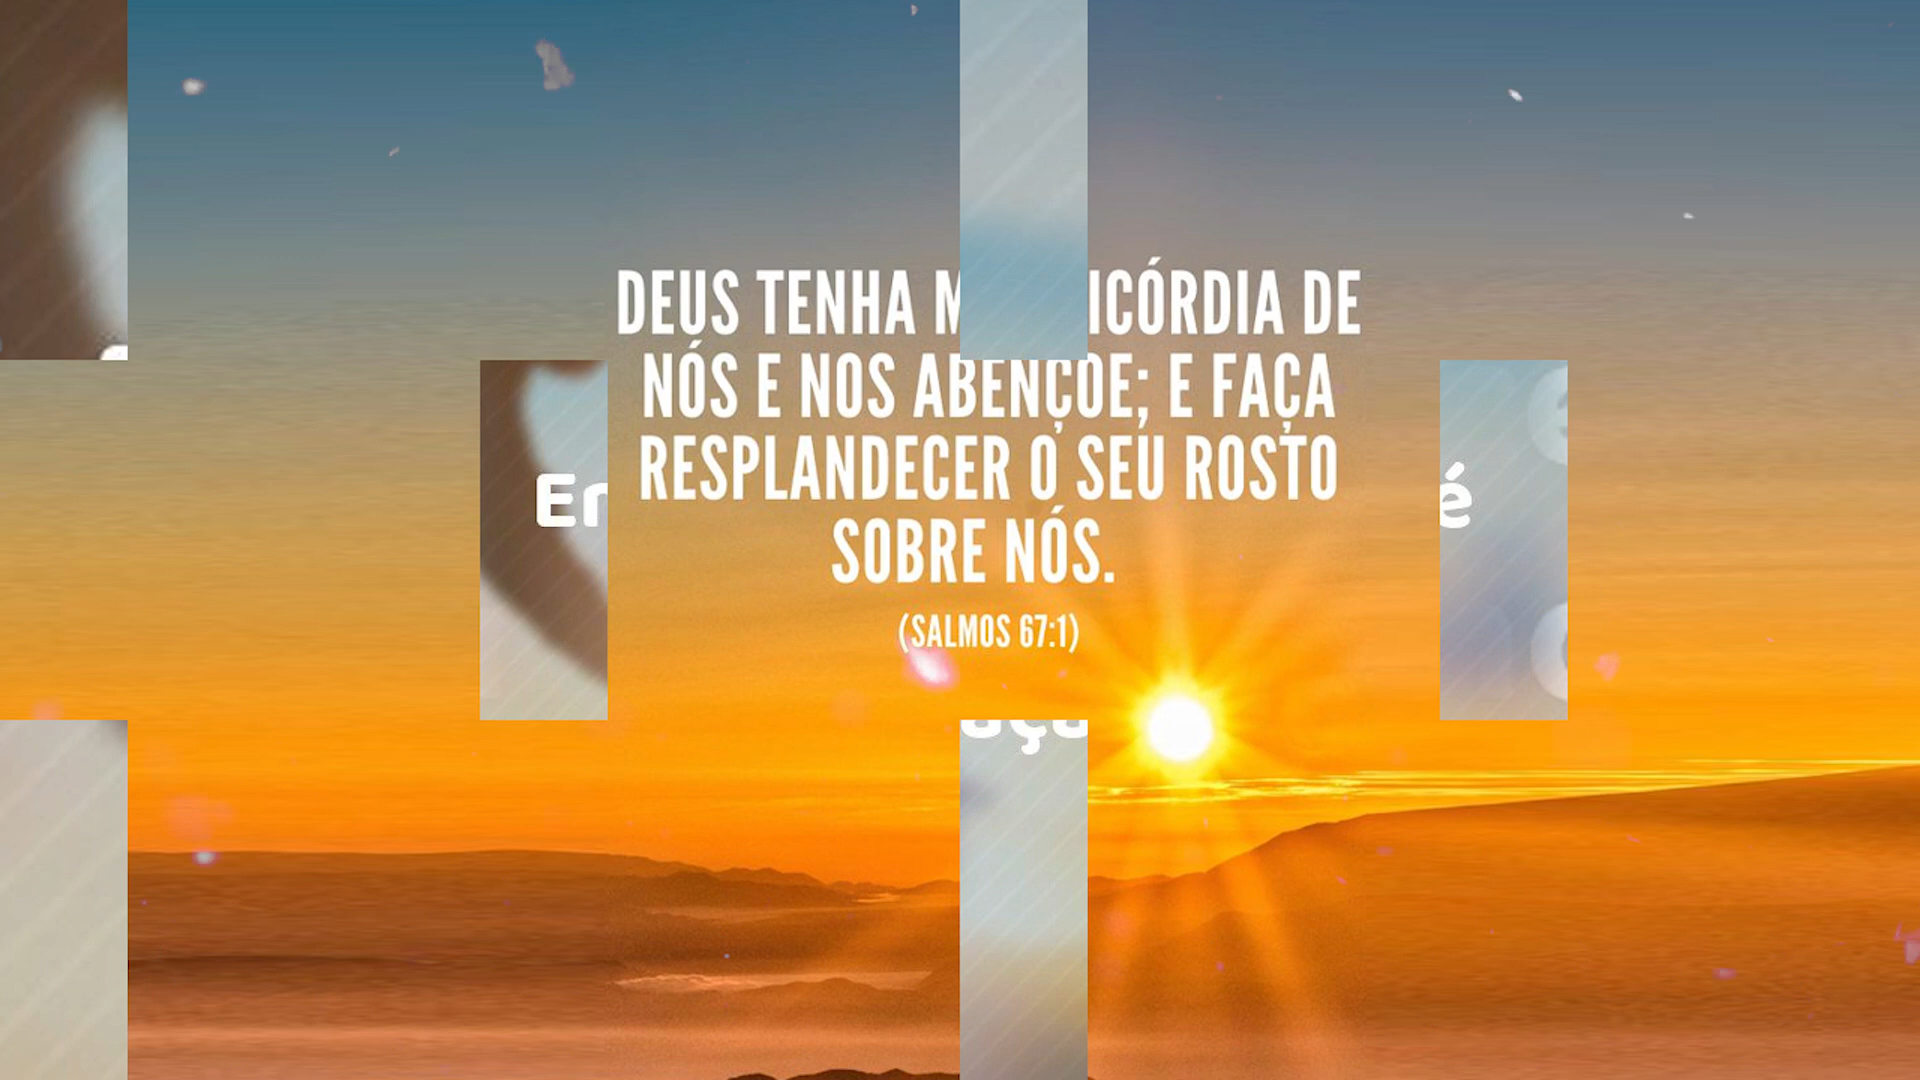 DEUS TENHA M ICÓRDIA DE
NÓS E NOS ABENÇOE; E FAÇA
RESPLANDECER O SEU ROSTO
SOBRE NÓS.
(SALMOS 67:1)
é